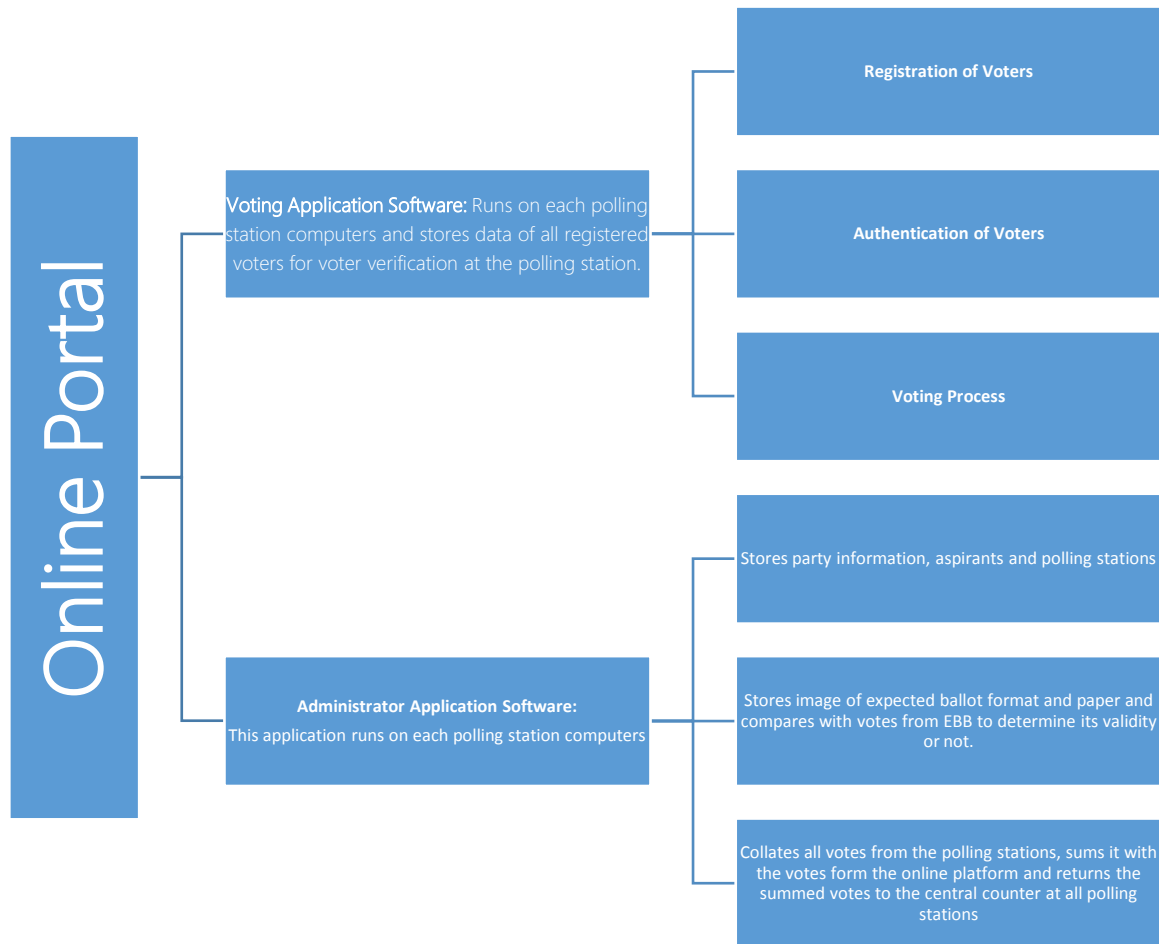 Online Portal
Voting Application Software: Runs on each polling
station computers and stores data of all registered
voters for voter verification at the polling station.
Registration of Voters
Authentication of Voters
Voting Process
Administrator Application Software:
This application runs on each polling station computers
Stores party information, aspirants and polling stations
Stores image of expected ballot format and paper and
compares with votes from EBB to determine its validity
or not.
Collates all votes from the polling stations, sums it with
the votes form the online platform and returns the
summed votes to the central counter at all polling
stations